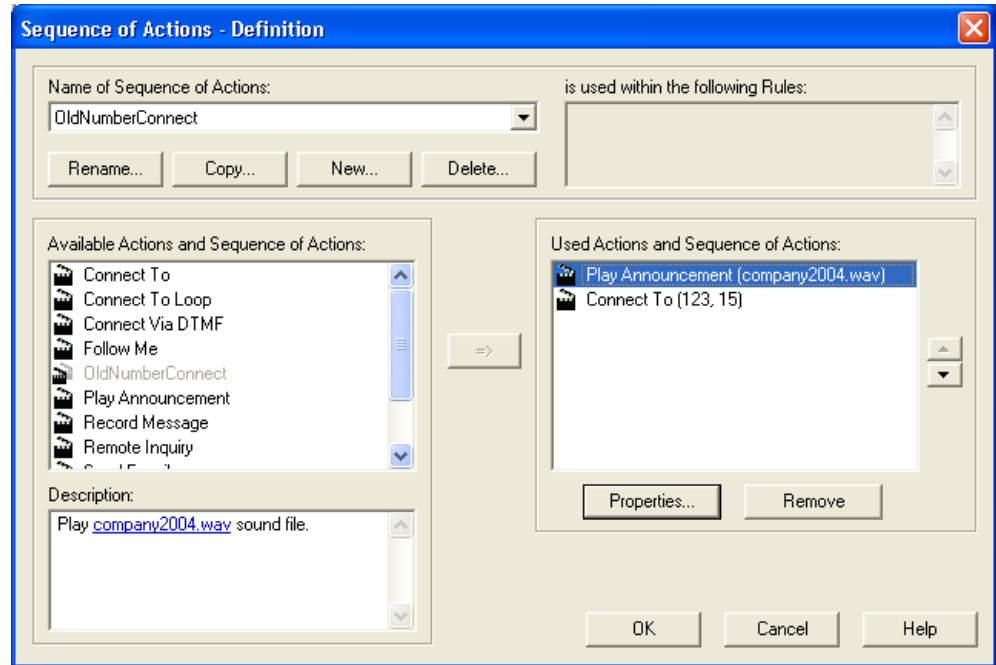 Sequence of Actions - Definition
Name of Sequence of Actions:
OldNumberConnect
Rename...
Copy...
New...
Delete...
is used within the following Rules:
Available Actions and Sequence of Actions:
Connect To
Connect To Loop
Connect Via DTMF
Follow Me
OldNumberConnect
Play Announcement
Record Message
Remote Inquiry
=>
Description:
Play company2004.wav sound file.
Used Actions and Sequence of Actions:
Play Announcement (company2004.wav)
Connect To (123, 15)
Properties...
Remove
OK
Cancel
Help